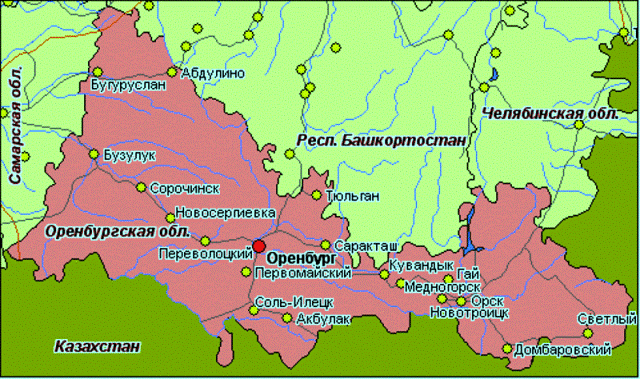 Абдулино
Бугуруслан
Самарская обл.
Челябинская обл.
Респ. Башкортостан
Бузулук
Сорочинск
Тюльган
Новосергиевка
Оренбургская обл.
Переволоцкий
Оренбург
Саракташ
Первомайский
Кувандык
Гай
Медногорск
Соль-Илецк
Орск
Новотроицк
Акбулак
Светлый
Казахстан
Домбаровский